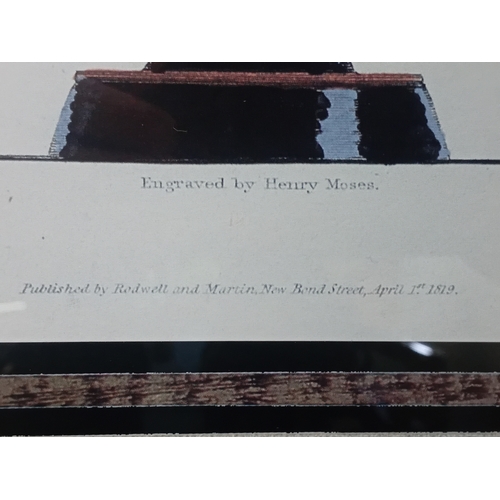 Engraved by Henry Moses.
Published by Rodwell and Martin, New Bond Street, April 1st 1819.